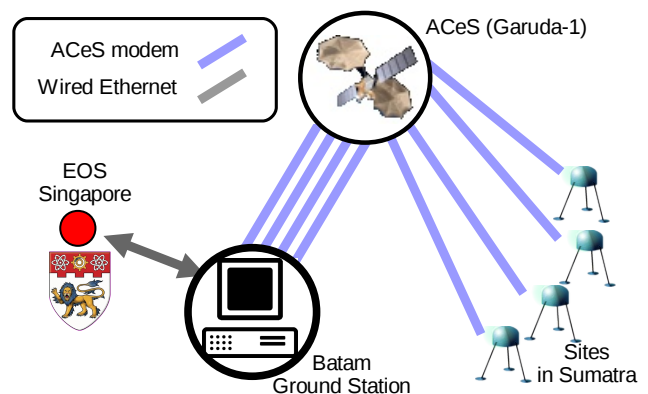 ACeS modem
Wired Ethernet
ACeS (Garuda-1)
EOS
Singapore
Batam
Ground Station
Sites
in Sumatra